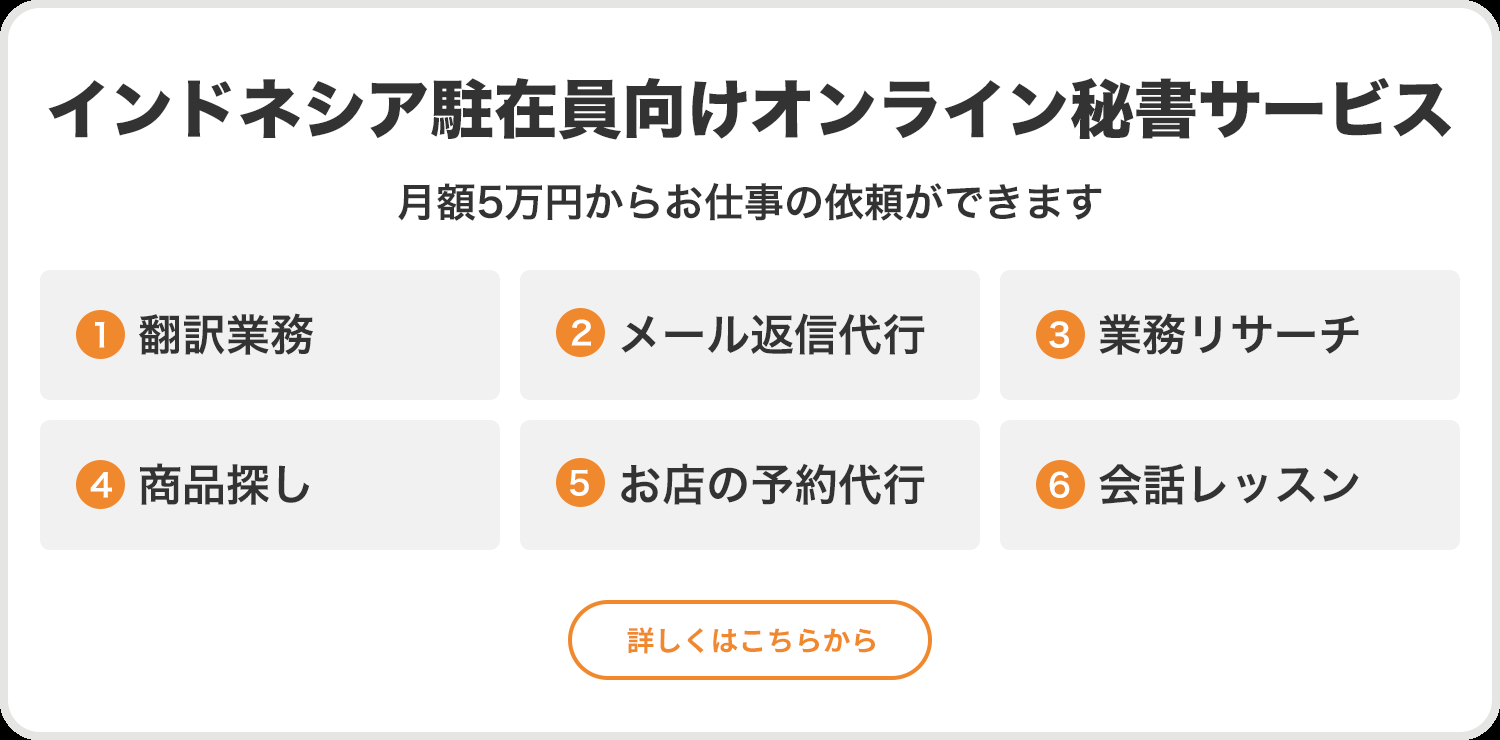 インドネシア駐在員向けオンライン秘書サービス
月額5万円からお仕事の依頼ができます
1 翻訳業務
2 メール返信代行
3 業務リサーチ
4 商品探し
5 お店の予約代行
6 会話レッスン
詳しくはこちらから